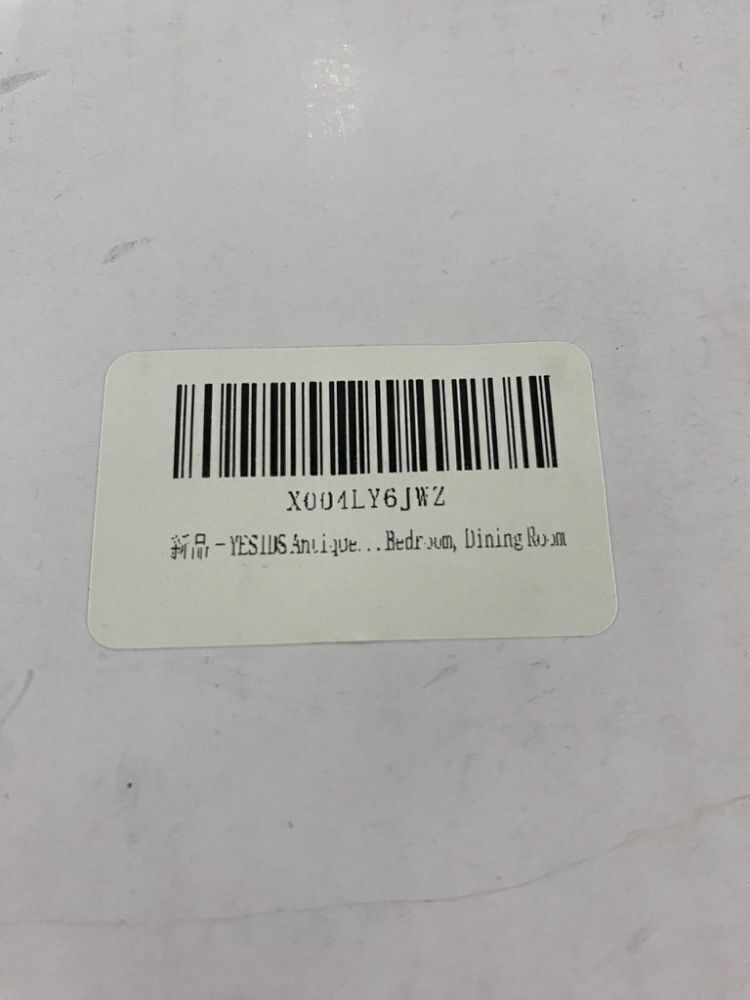 X004LY6JWZ
新品-YESIDS Antique...Bedroom, Dining Room